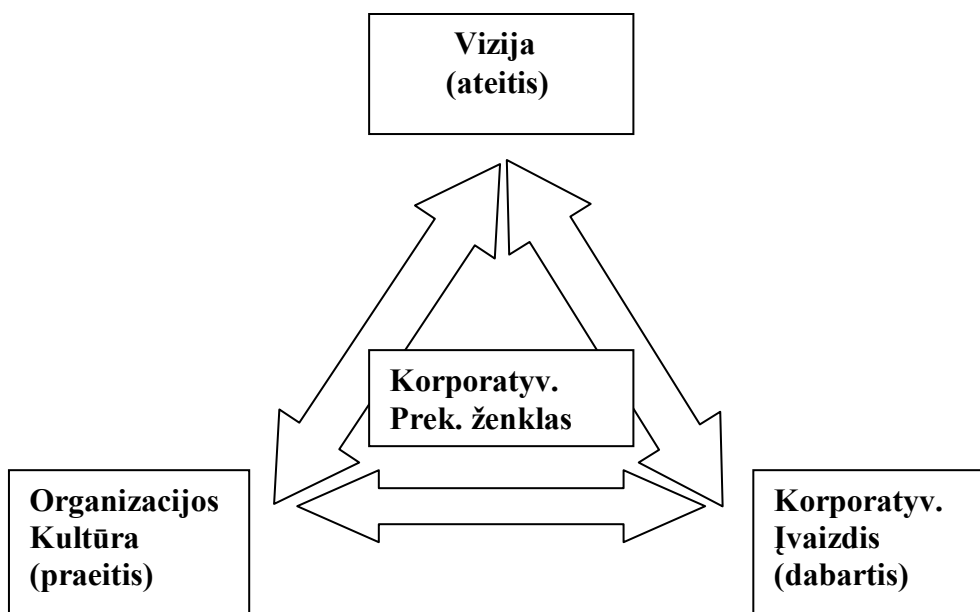 Vizija
(ateitis)
Korporatyv.
Prek. ženklas
Organizacijos
Kultūra
(praeitis)
Korporatyv.
Įvaizdis
(dabartis)